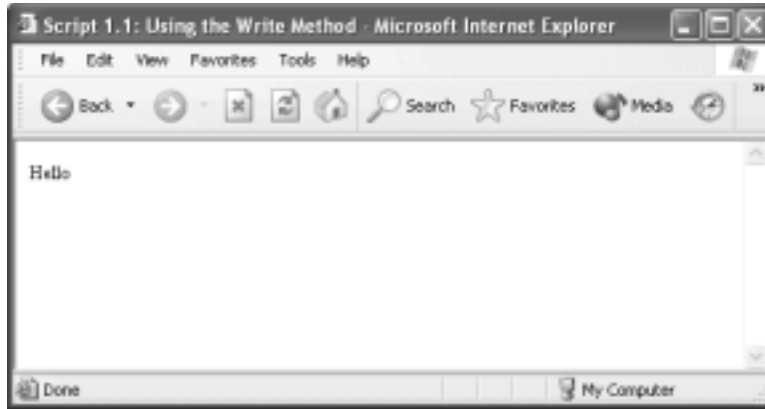 Script 1.1: Using the Write Method - Microsoft Internet Explorer
File Edit View Favorites Tools Help
Back Search Favorites Media »
Hello
Done My Computer